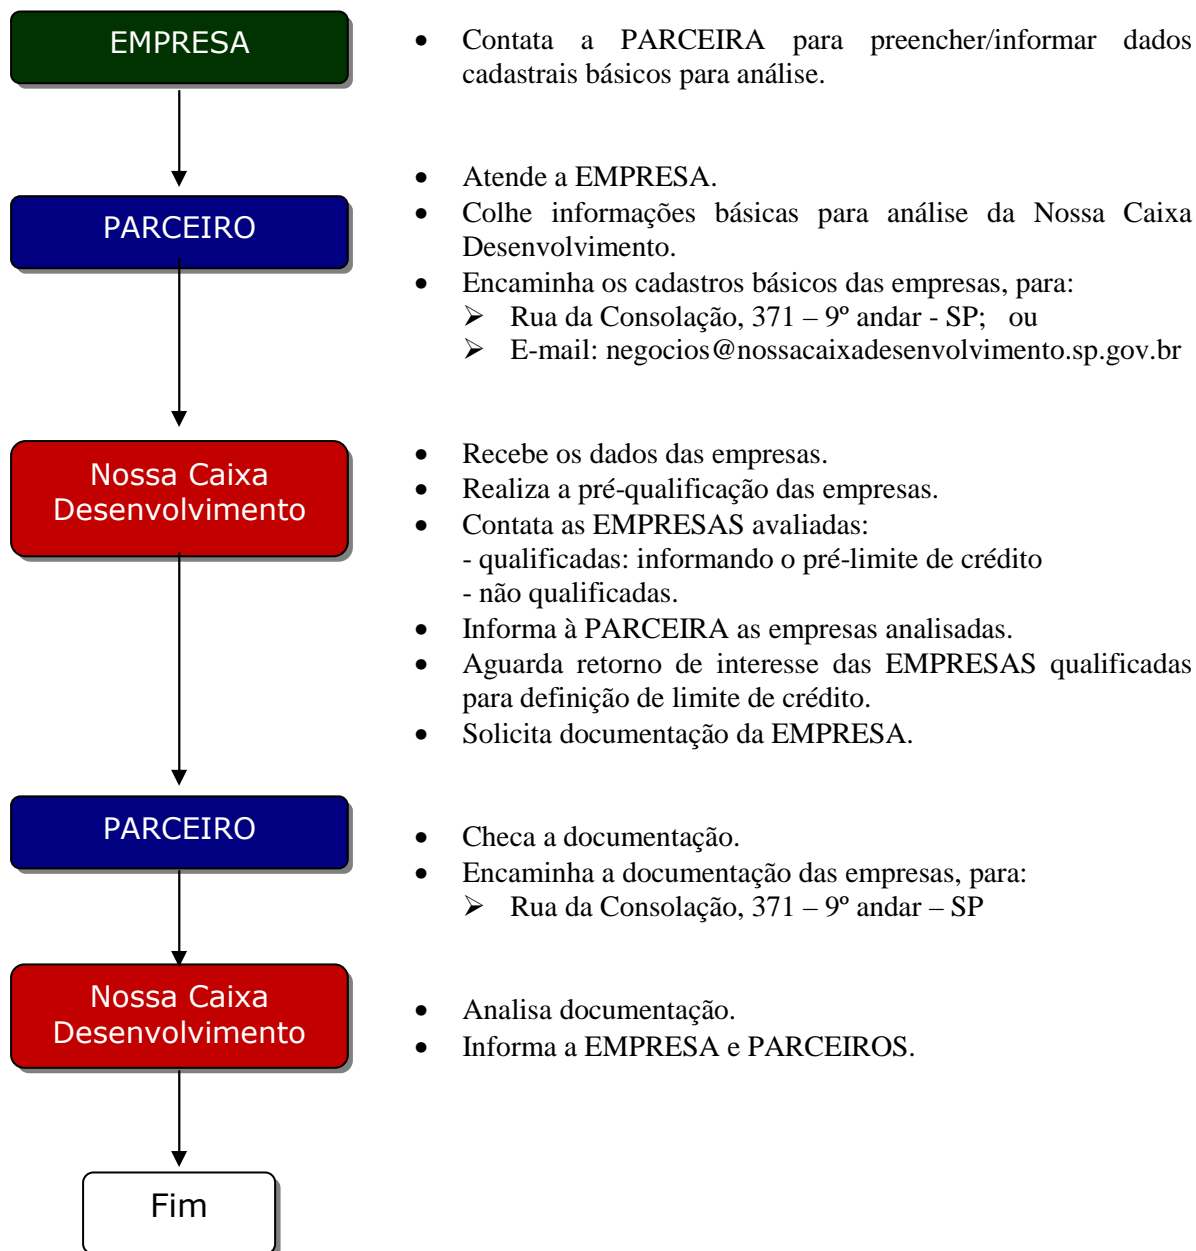 EMPRESA
• Contata a PARCEIRA para preencher/informar dados
cadastrais básicos para análise.
PARCEIRO
• Atende a EMPRESA.
• Colhe informações básicas para análise da Nossa Caixa
Desenvolvimento.
• Encaminha os cadastros básicos das empresas, para:
➢ Rua da Consolação, 371 – 9º andar - SP; ou
➢ E-mail: negocios@nossacaixadesenvolvimento.sp.gov.br
Nossa Caixa
Desenvolvimento
• Recebe os dados das empresas.
• Realiza a pré-qualificação das empresas.
• Contata as EMPRESAS avaliadas:
- qualificadas: informando o pré-limite de crédito
- não qualificadas.
• Informa à PARCEIRA as empresas analisadas.
• Aguarda retorno de interesse das EMPRESAS qualificadas
para definição de limite de crédito.
• Solicita documentação da EMPRESA.
PARCEIRO
• Checa a documentação.
• Encaminha a documentação das empresas, para:
➢ Rua da Consolação, 371 – 9º andar – SP
Nossa Caixa
Desenvolvimento
• Analisa documentação.
• Informa a EMPRESA e PARCEIROS.
Fim